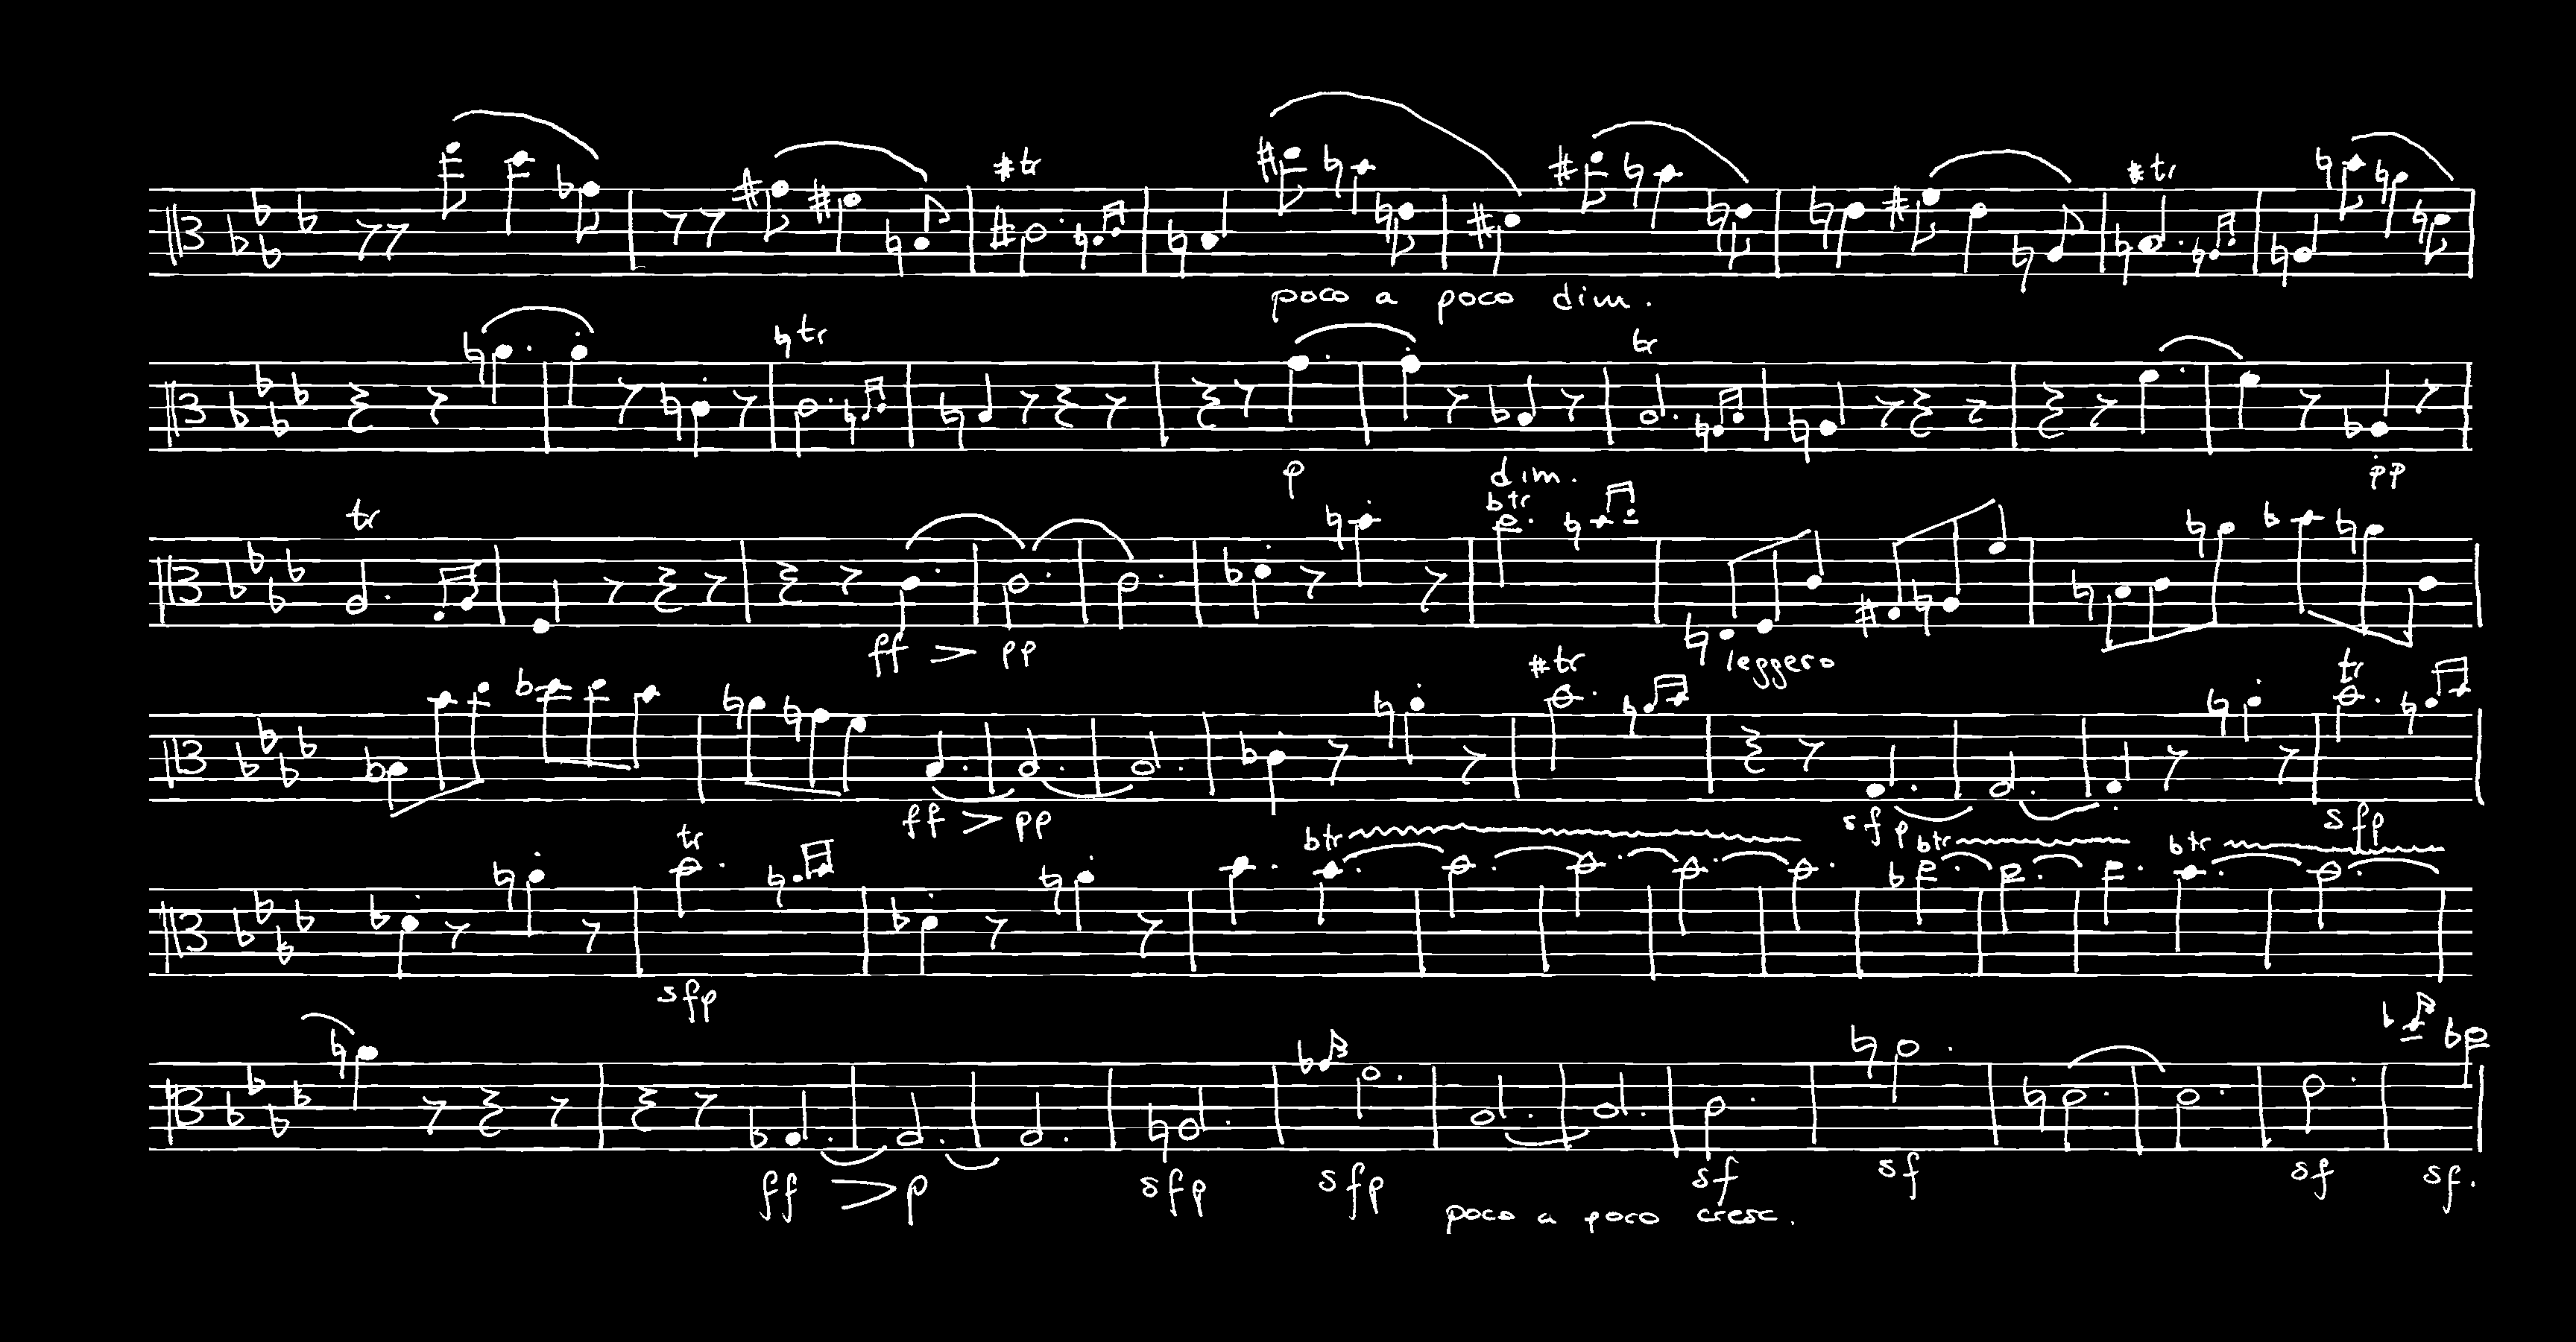 tr tr
poco a poco dim.
tr tr
p dim. pp
tr tr
ff pp leggero
tr tr
ff pp sfp sfp
tr tr tr tr
sfp
ff p sfp sfp sf sf sf sf.
poco a poco cresc.